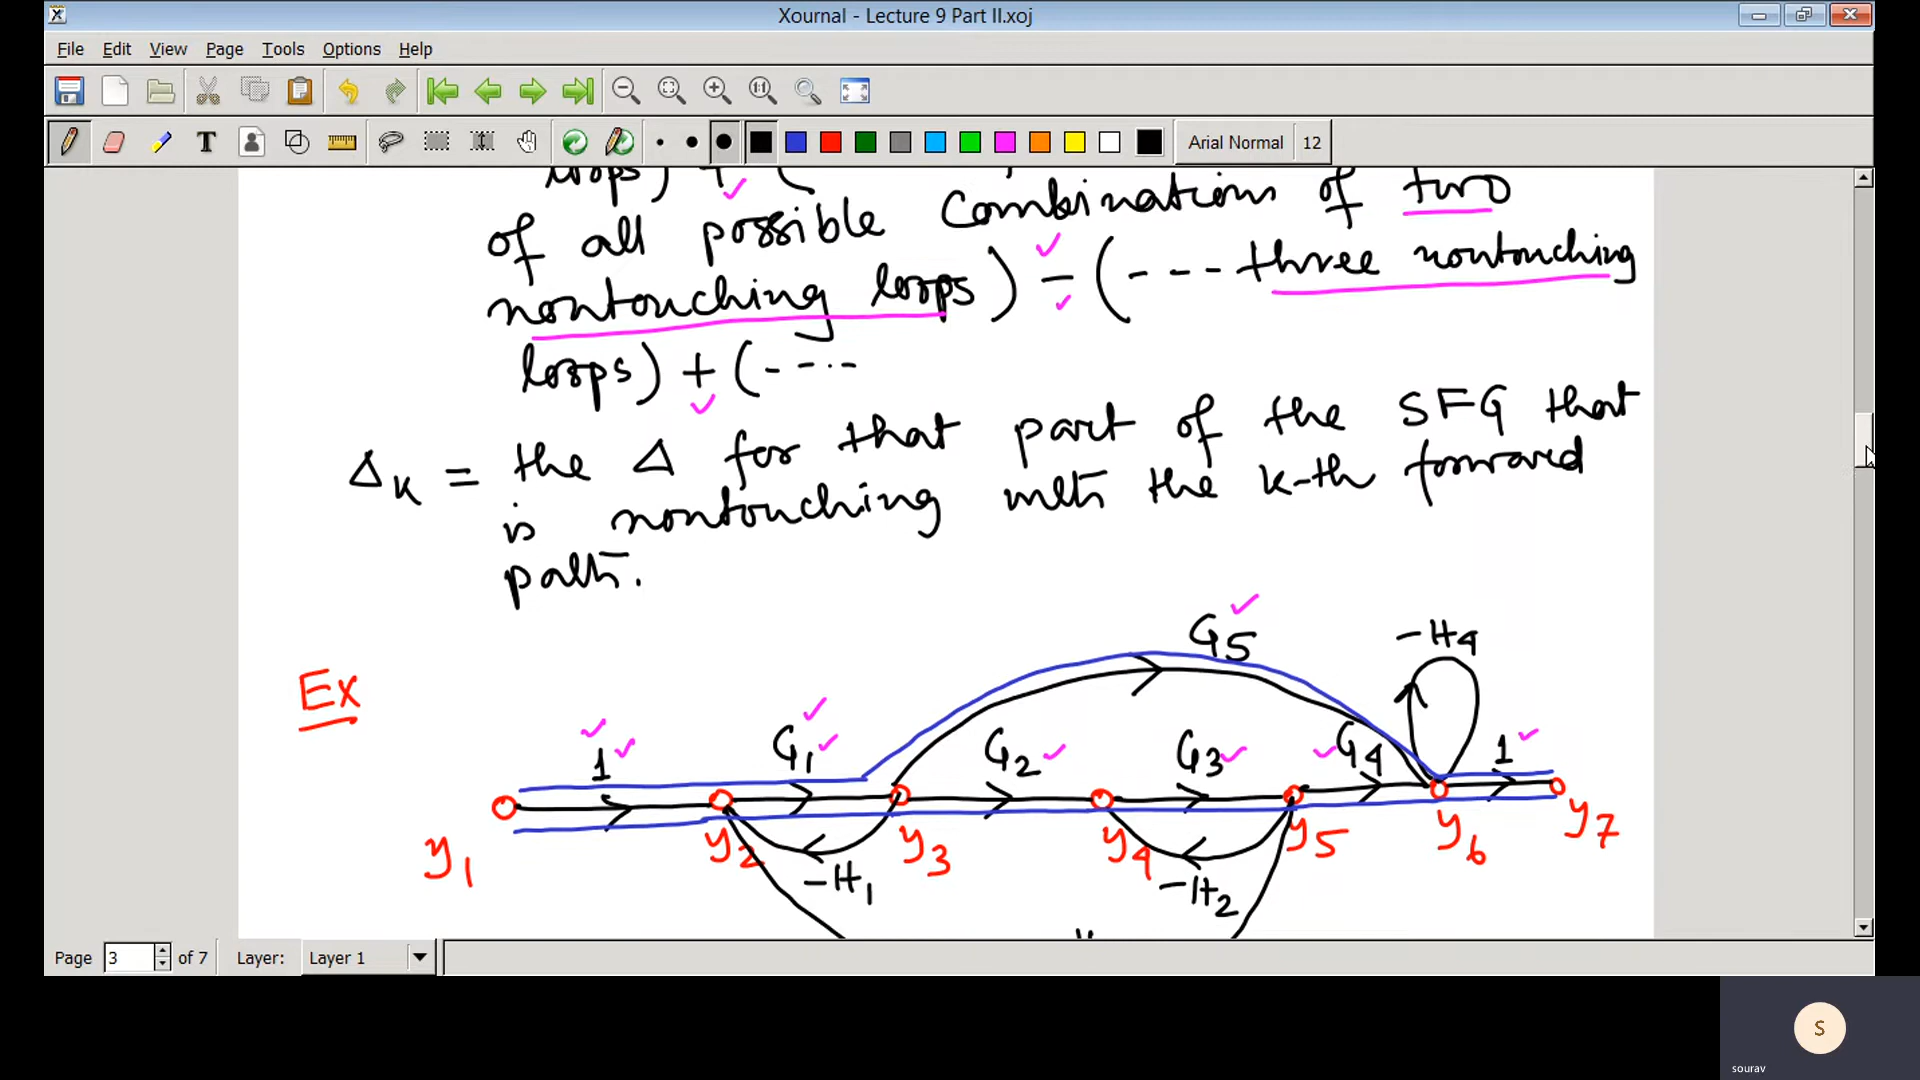 Xournal - Lecture 9 Part II.xoj
File Edit View Page Tools Options Help
Arial Normal 12
loops) + (
of all possible combinations of two
nontouching loops) - (---- three nontouching
loops) + (-----
Δk = the Δ for that part of the SFG that
is nontouching with the k-th forward
path.
Ex
G5
-H4
1 G1 G2 G3 G4 1
y1 y2 y3 y4 y5 y6 y7
-H1 -H2
Page 3 of 7 Layer: Layer 1
S
sourav